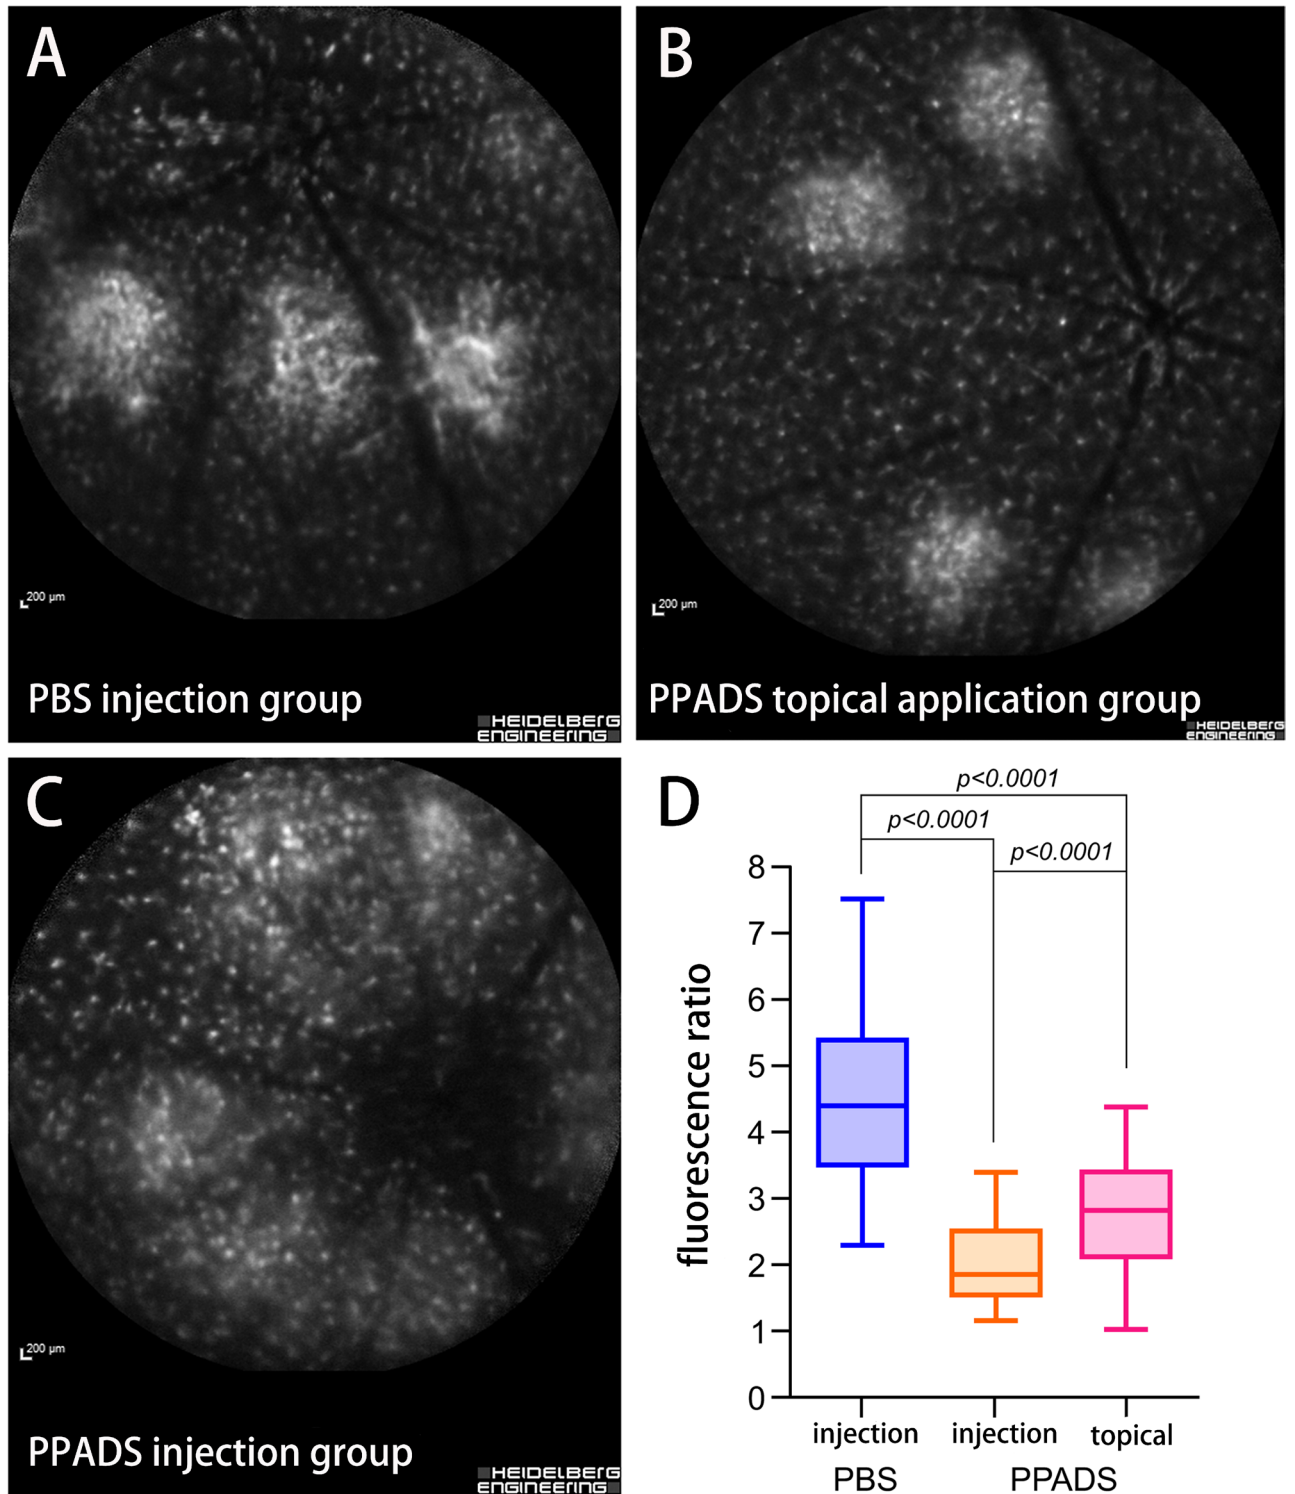 A
200 µm
PBS injection group
HEIDELBERG
ENGINEERING
B
200 µm
PPADS topical application group
HEIDELBERG
ENGINEERING
C
200 µm
PPADS injection group
HEIDELBERG
ENGINEERING
D
p<0.0001
p<0.0001
p<0.0001
fluorescence ratio
8
7
6
5
4
3
2
1
0
injection injection topical
PBS PPADS